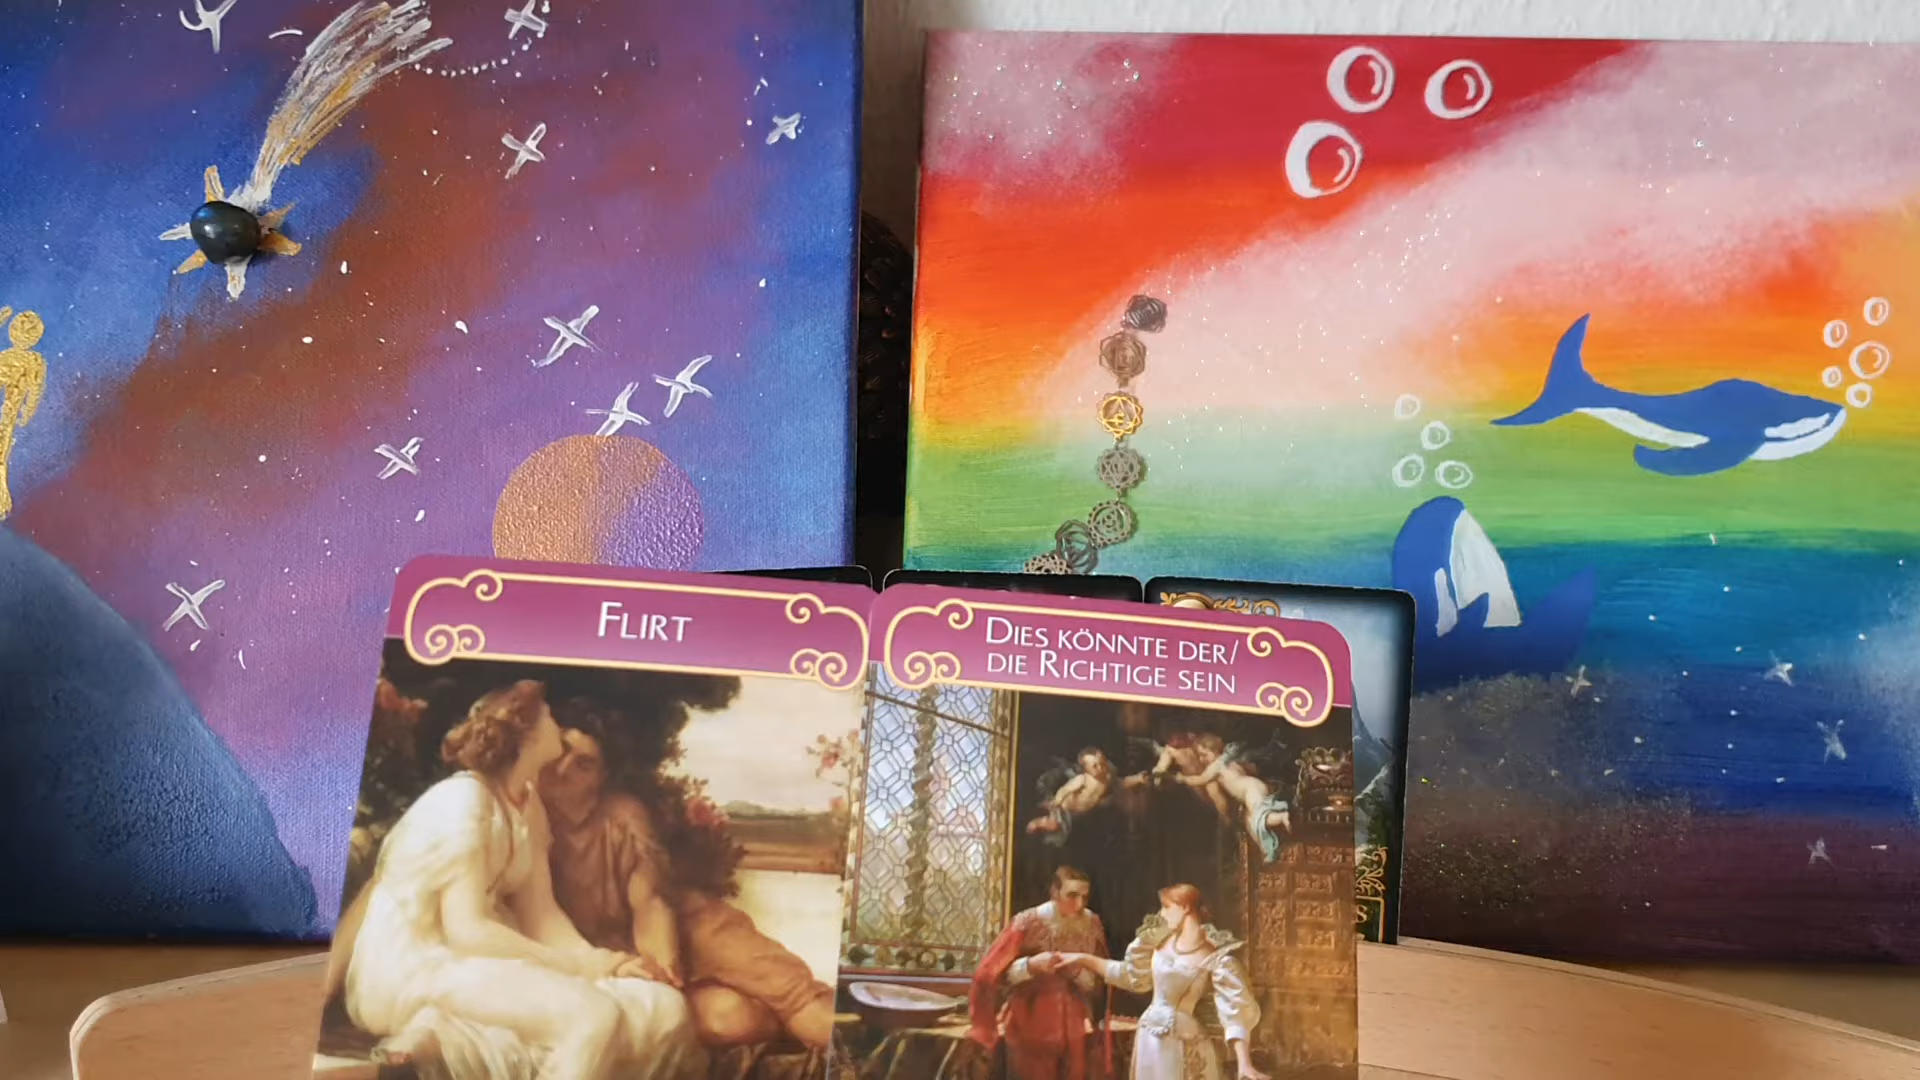 FLIRT
DIES KÖNNTE DER/
DIE RICHTIGE SEIN